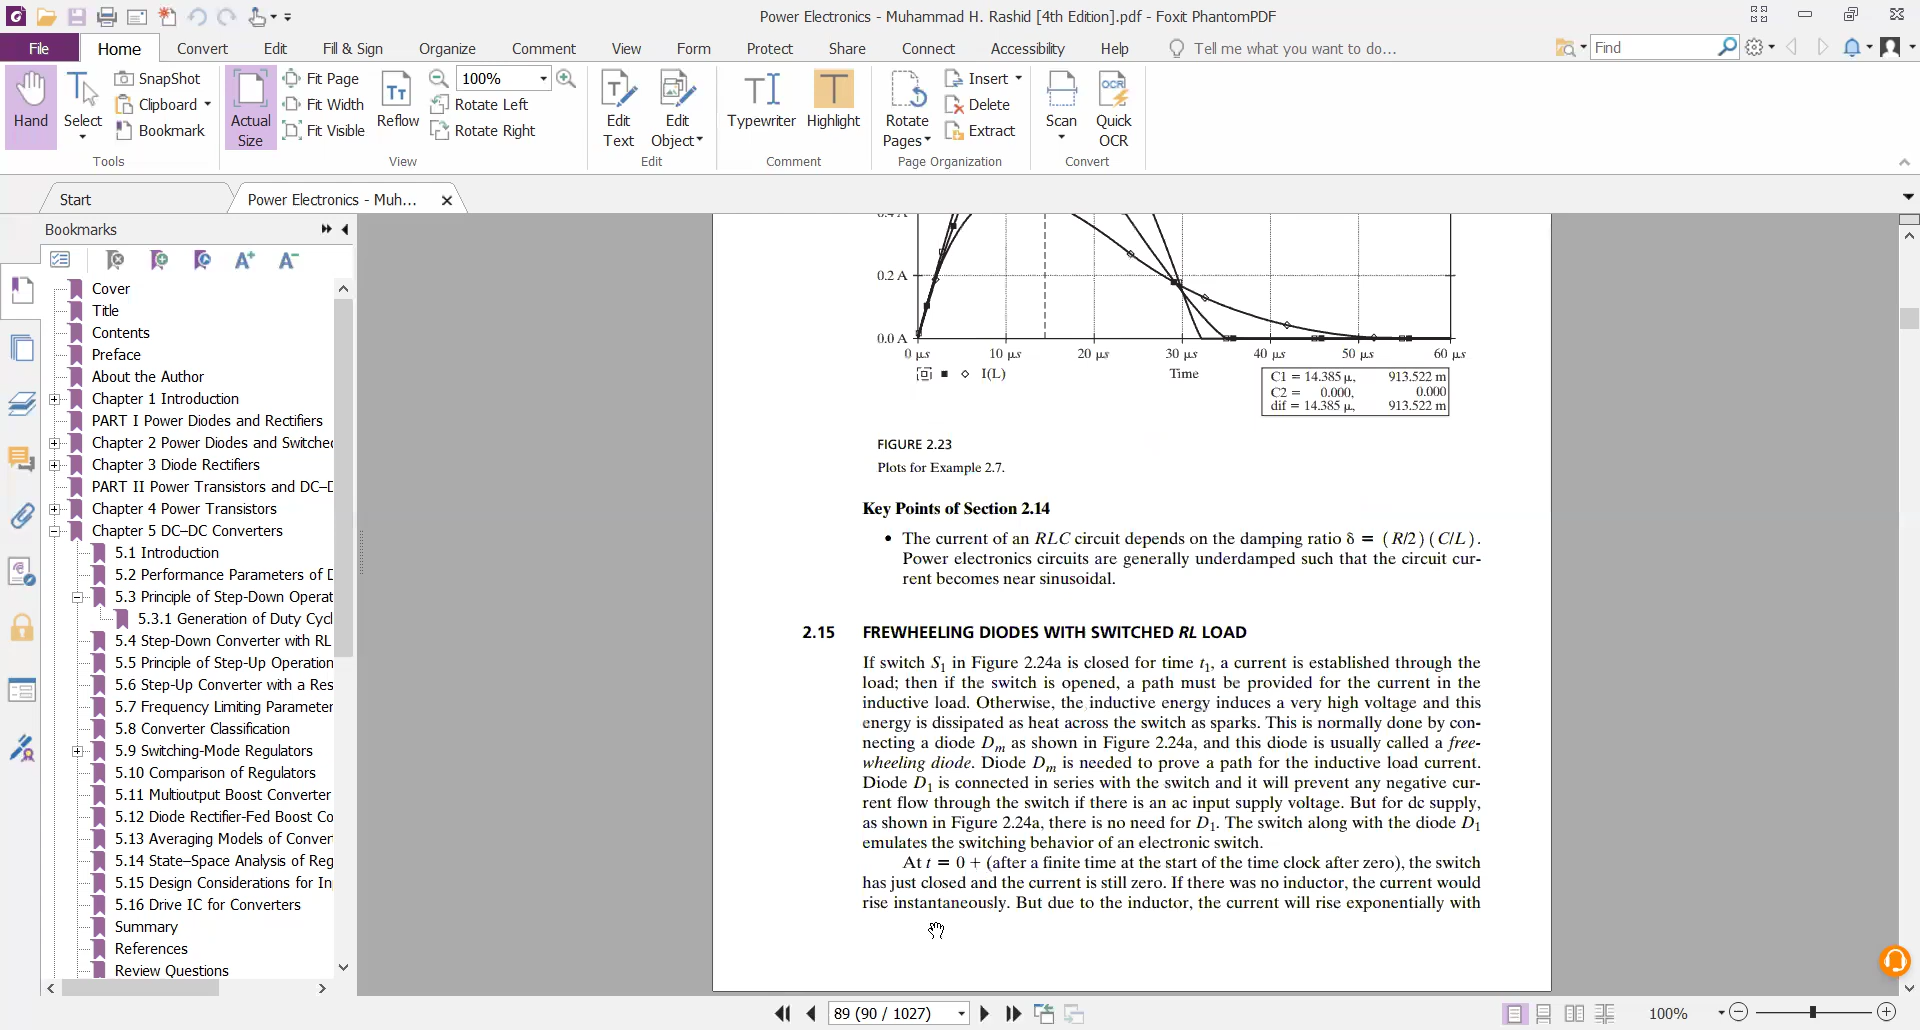 Power Electronics - Muhammad H. Rashid [4th Edition].pdf - Foxit PhantomPDF
File Home Convert Edit Fill & Sign Organize Comment View Form Protect Share Connect Accessibility Help Tell me what you want to do... Find
Hand
Select
SnapShot
Clipboard
Bookmark
Tools
Actual Size
Fit Page
Fit Width
Fit Visible
Reflow
100%
Rotate Left
Rotate Right
View
Edit Text
Edit Object
Edit
Typewriter
Highlight
Comment
Rotate Pages
Insert
Delete
Extract
Page Organization
Scan
Quick OCR
OCR
Convert
Start
Power Electronics - Muh...
Bookmarks
Cover
Title
Contents
Preface
About the Author
Chapter 1 Introduction
PART I Power Diodes and Rectifiers
Chapter 2 Power Diodes and Switched
Chapter 3 Diode Rectifiers
PART II Power Transistors and DC–D
Chapter 4 Power Transistors
Chapter 5 DC–DC Converters
5.1 Introduction
5.2 Performance Parameters of D
5.3 Principle of Step-Down Operat
5.3.1 Generation of Duty Cycl
5.4 Step-Down Converter with RL
5.5 Principle of Step-Up Operation
5.6 Step-Up Converter with a Res
5.7 Frequency Limiting Parameter
5.8 Converter Classification
5.9 Switching-Mode Regulators
5.10 Comparison of Regulators
5.11 Multioutput Boost Converter
5.12 Diode Rectifier-Fed Boost Co
5.13 Averaging Models of Conver
5.14 State–Space Analysis of Reg
5.15 Design Considerations for In
5.16 Drive IC for Converters
Summary
References
Review Questions
0.2 A
0.0 A
0 µs 10 µs 20 µs 30 µs 40 µs 50 µs 60 µs
I(L)
Time
C1 = 14.385 µ, 913.522 m
C2 = 0.000, 0.000
dif = 14.385 µ, 913.522 m
FIGURE 2.23
Plots for Example 2.7.
Key Points of Section 2.14
• The current of an RLC circuit depends on the damping ratio δ = (R/2) (C/L).
Power electronics circuits are generally underdamped such that the circuit cur-
rent becomes near sinusoidal.
2.15 FREWHEELING DIODES WITH SWITCHED RL LOAD
If switch S1 in Figure 2.24a is closed for time t1, a current is established through the
load; then if the switch is opened, a path must be provided for the current in the
inductive load. Otherwise, the inductive energy induces a very high voltage and this
energy is dissipated as heat across the switch as sparks. This is normally done by con-
necting a diode Dm as shown in Figure 2.24a, and this diode is usually called a free-
wheeling diode. Diode Dm is needed to prove a path for the inductive load current.
Diode D1 is connected in series with the switch and it will prevent any negative cur-
rent flow through the switch if there is an ac input supply voltage. But for dc supply,
as shown in Figure 2.24a, there is no need for D1. The switch along with the diode D1
emulates the switching behavior of an electronic switch.
At t = 0 + (after a finite time at the start of the time clock after zero), the switch
has just closed and the current is still zero. If there was no inductor, the current would
rise instantaneously. But due to the inductor, the current will rise exponentially with
89 (90 / 1027)
100%